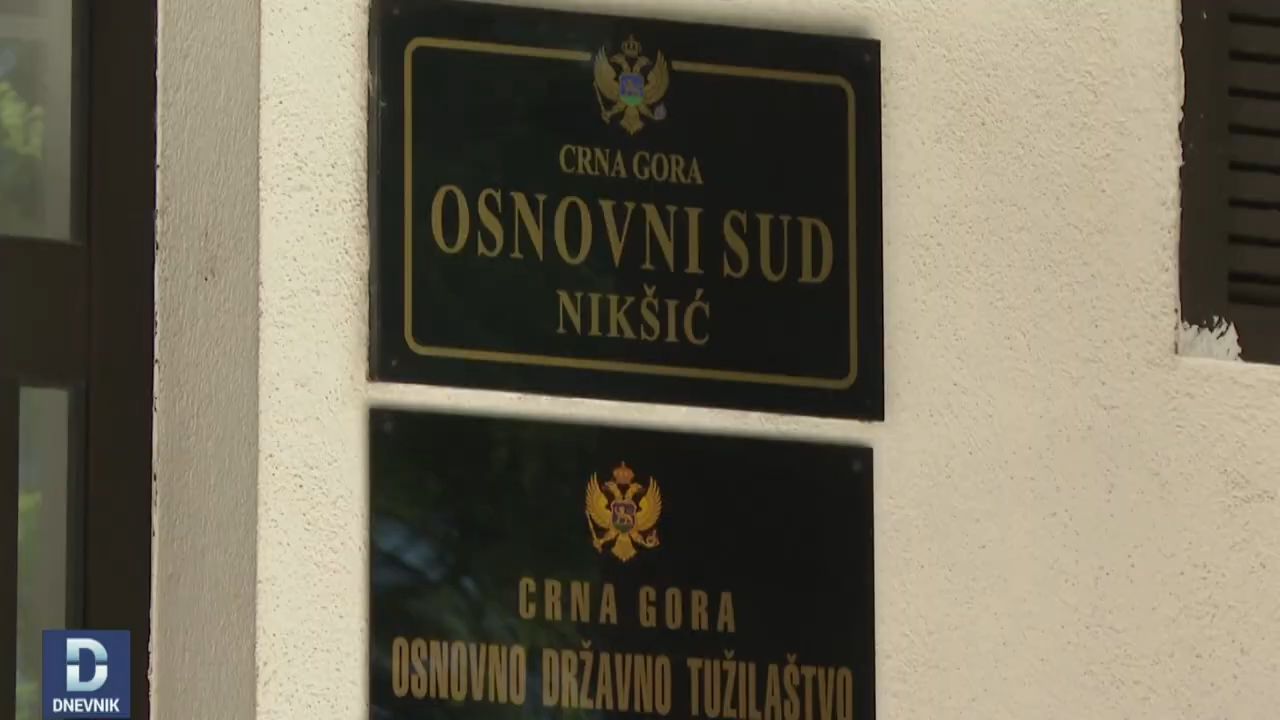 CRNA GORA
OSNOVNI SUD
NIKŠIĆ
CRNA GORA
OSNOVNO DRŽAVNO TUŽILAŠTVO
D
DNEVNIK